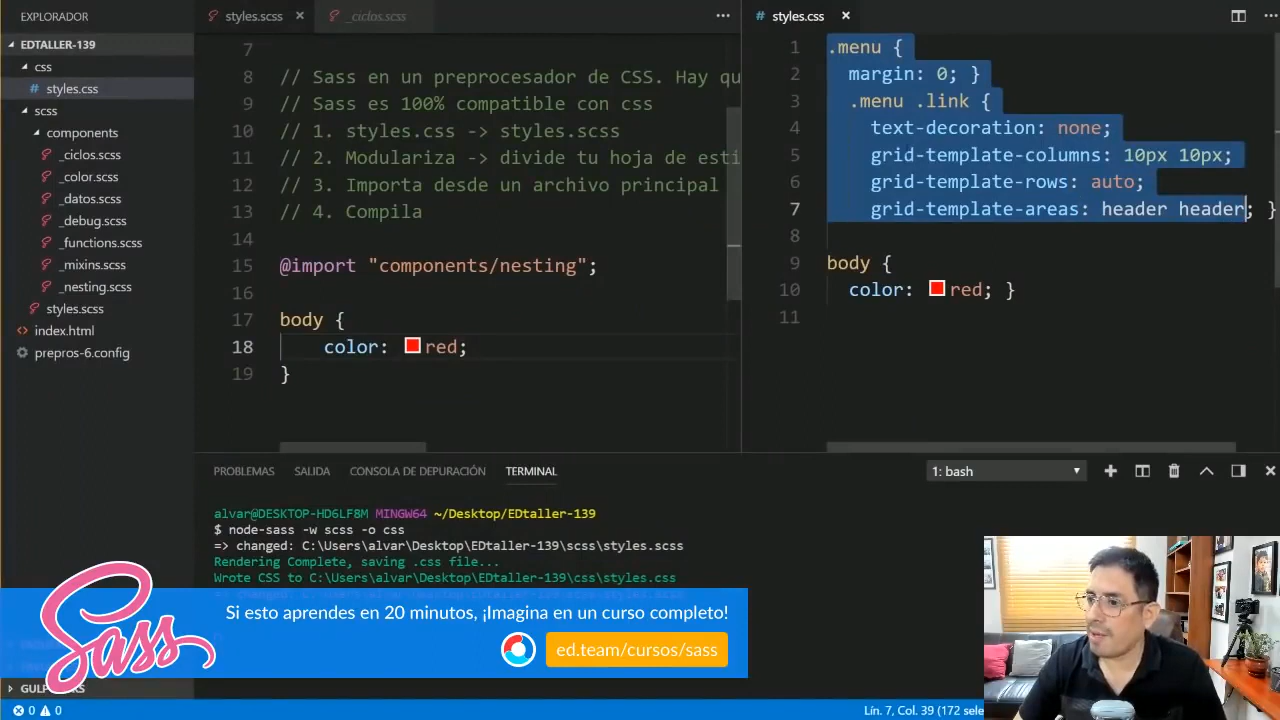 EXPLORADOR
EDTALLER-139
css
# styles.css
scss
components
_ciclos.scss
_color.scss
_datos.scss
_debug.scss
_functions.scss
_mixins.scss
_nesting.scss
styles.scss
index.html
prepros-6.config
styles.scss ×
_ciclos.scss
7
8 // Sass en un preprocesador de CSS. Hay qu
9 // Sass es 100% compatible con css
10 // 1. styles.css -> styles.scss
11 // 2. Modulariza -> divide tu hoja de esti
12 // 3. Importa desde un archivo principal
13 // 4. Compila
14
15 @import "components/nesting";
16
17 body {
18 color: red;
19 }
# styles.css ×
1 .menu {
2 margin: 0; }
3 .menu .link {
4 text-decoration: none;
5 grid-template-columns: 10px 10px;
6 grid-template-rows: auto;
7 grid-template-areas: header header; }
8
9 body {
10 color: red; }
11
PROBLEMAS SALIDA CONSOLA DE DEPURACIÓN TERMINAL
1: bash
alvar@DESKTOP-HD6LF8M MINGW64 ~/Desktop/EDtaller-139
$ node-sass -w scss -o css
=> changed: C:\Users\alvar\Desktop\EDtaller-139\scss\styles.scss
Rendering Complete, saving .css file...
Wrote CSS to C:\Users\alvar\Desktop\EDtaller-139\css\styles.css
Sass
Si esto aprendes en 20 minutos, ¡Imagina en un curso completo!
ed.team/cursos/sass
0 0
Lín. 7, Col. 39 (172 sele